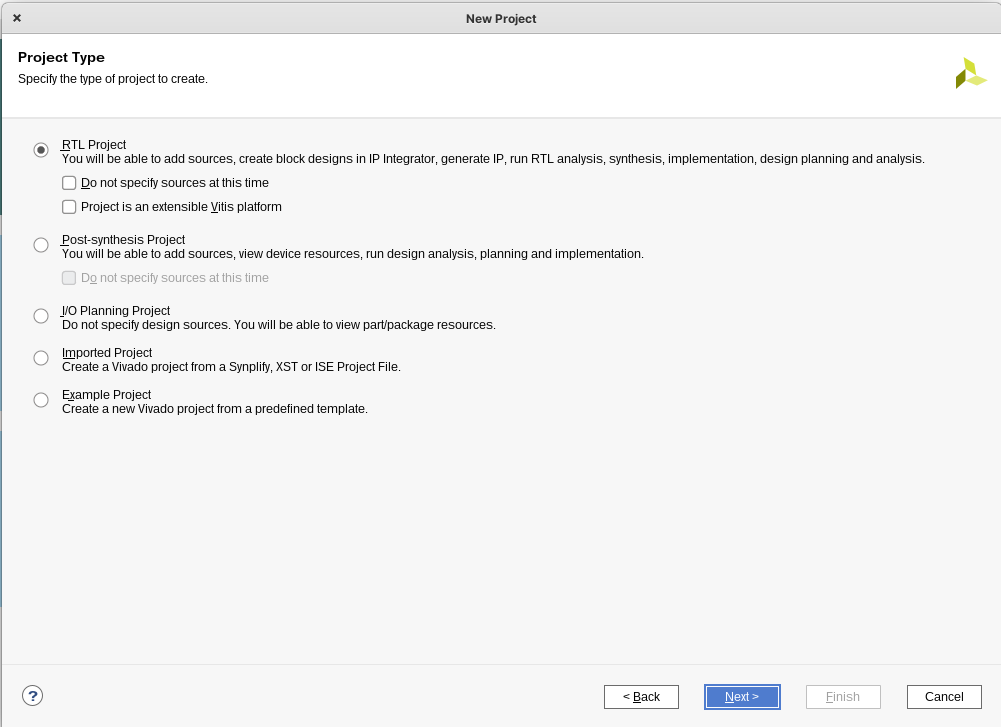 New Project
Project Type
Specify the type of project to create.
RTL Project
You will be able to add sources, create block designs in IP Integrator, generate IP, run RTL analysis, synthesis, implementation, design planning and analysis.
Do not specify sources at this time
Project is an extensible Vitis platform
Post-synthesis Project
You will be able to add sources, view device resources, run design analysis, planning and implementation.
Do not specify sources at this time
I/O Planning Project
Do not specify design sources. You will be able to view part/package resources.
Imported Project
Create a Vivado project from a Synplify, XST or ISE Project File.
Example Project
Create a new Vivado project from a predefined template.
? < Back Next > Finish Cancel